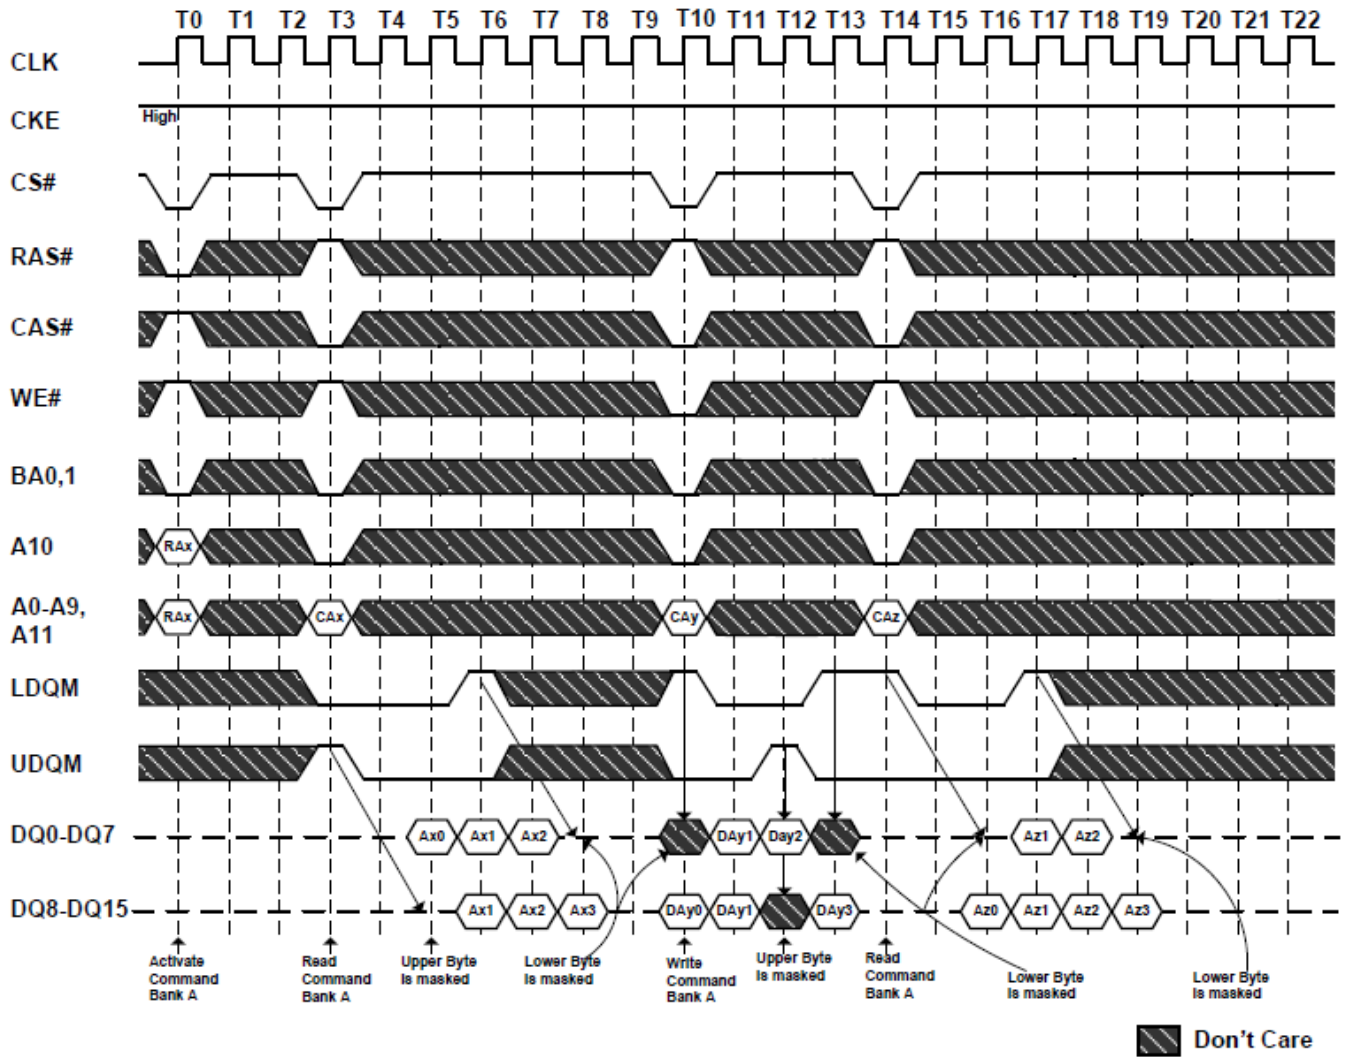 T0 T1 T2 T3 T4 T5 T6 T7 T8 T9 T10 T11 T12 T13 T14 T15 T16 T17 T18 T19 T20 T21 T22
CLK
CKE
High
CS#
RAS#
CAS#
WE#
BA0,1
A10
RAx
A0-A9,
A11
RAx CAx CAy CAz
LDQM
UDQM
DQ0-DQ7
Ax0 Ax1 Ax2 DAy1 Day2 Az1 Az2
DQ8-DQ15
Ax1 Ax2 Ax3 DAy0 DAy1 DAy3 Az0 Az1 Az2 Az3
Activate
Command
Bank A
Read
Command
Bank A
Upper Byte
Is masked
Lower Byte
Is masked
Write
Command
Bank A
Upper Byte
Is masked
Read
Command
Bank A
Lower Byte
Is masked
Lower Byte
Is masked
Don't Care